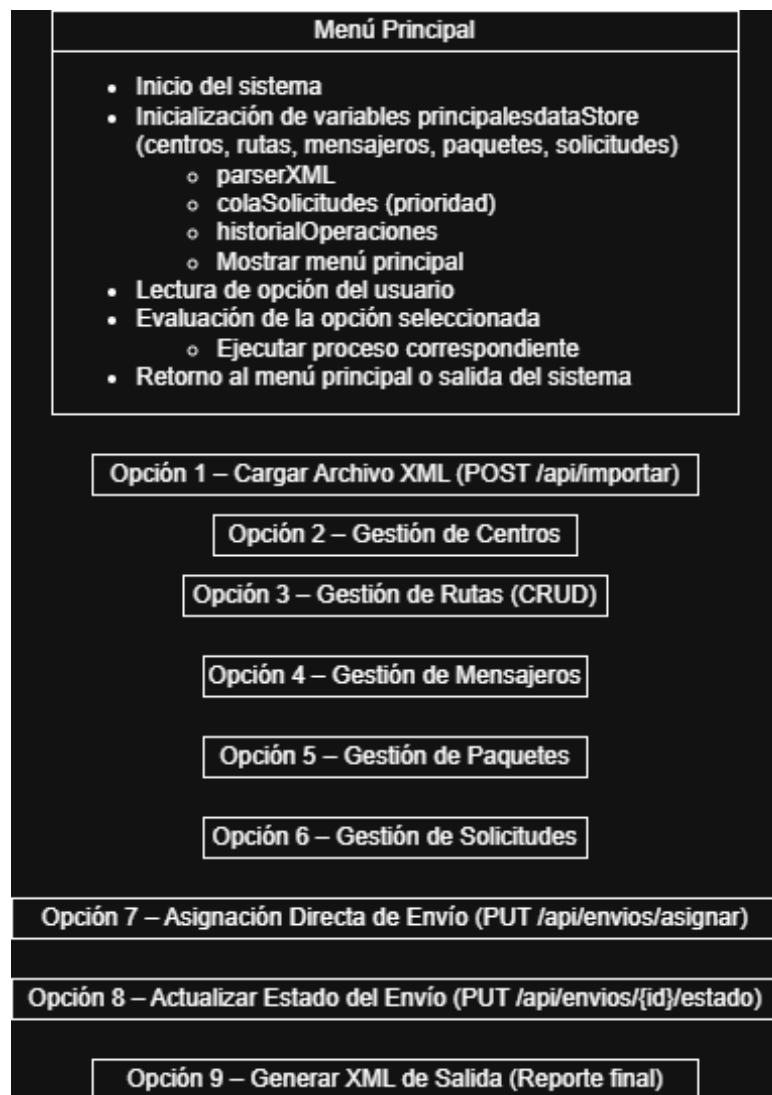 Menú Principal
• Inicio del sistema
• Inicialización de variables principalesdataStore
(centros, rutas, mensajeros, paquetes, solicitudes)
◦ parserXML
◦ colaSolicitudes (prioridad)
◦ historialOperaciones
◦ Mostrar menú principal
• Lectura de opción del usuario
• Evaluación de la opción seleccionada
◦ Ejecutar proceso correspondiente
• Retorno al menú principal o salida del sistema
Opción 1 – Cargar Archivo XML (POST /api/importar)
Opción 2 – Gestión de Centros
Opción 3 – Gestión de Rutas (CRUD)
Opción 4 – Gestión de Mensajeros
Opción 5 – Gestión de Paquetes
Opción 6 – Gestión de Solicitudes
Opción 7 – Asignación Directa de Envío (PUT /api/envios/asignar)
Opción 8 – Actualizar Estado del Envío (PUT /api/envios/{id}/estado)
Opción 9 – Generar XML de Salida (Reporte final)